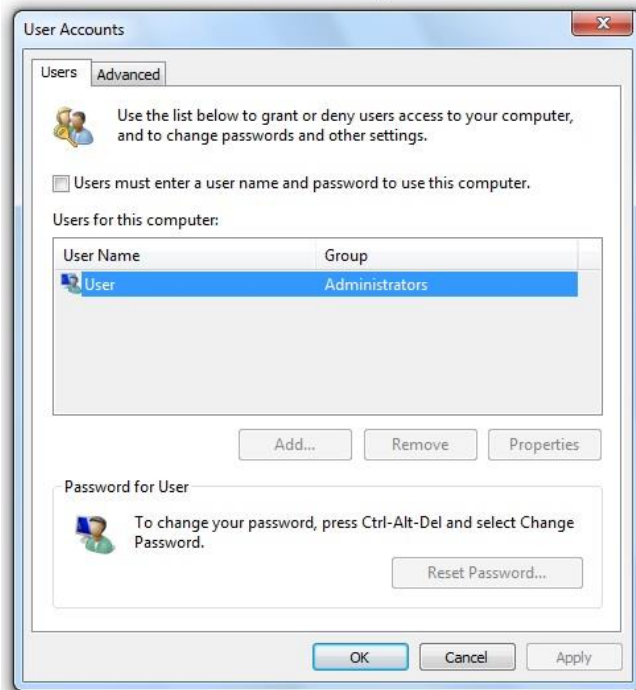 User Accounts
Users
Advanced
Use the list below to grant or deny users access to your computer,
and to change passwords and other settings.
Users must enter a user name and password to use this computer.
Users for this computer:
User Name Group
User Administrators
Add... Remove Properties
Password for User
To change your password, press Ctrl-Alt-Del and select Change
Password.
Reset Password...
OK Cancel Apply